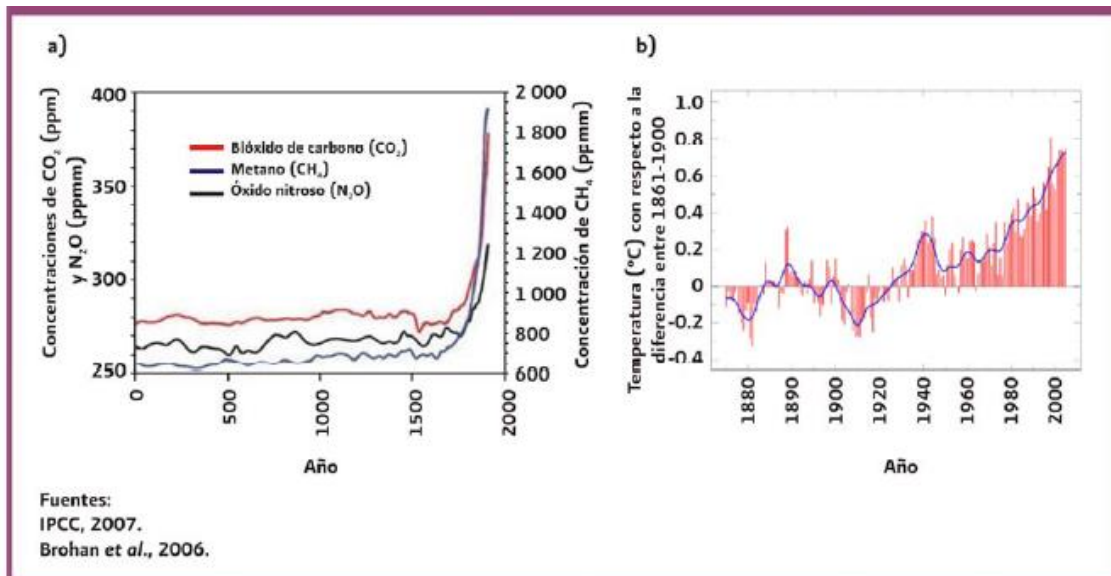 a)
Concentraciones de CO₂ (ppm)
y N₂O (ppmm)
400
350
300
250
Bióxido de carbono (CO₂)
Metano (CH₄)
Óxido nitroso (N₂O)
2 000
1 800
1 600
1 400
1 200
1 000
800
600
Concentración de CH₄ (ppmm)
0
500
1000
1500
2000
Año
b)
Temperatura (°C) con respecto a la
diferencia entre 1861-1900
1.0
0.8
0.6
0.4
0.2
0
-0.2
-0.4
1880
1890
1900
1920
1940
1960
1980
2000
Año
Fuentes:
IPCC, 2007.
Brohan et al., 2006.